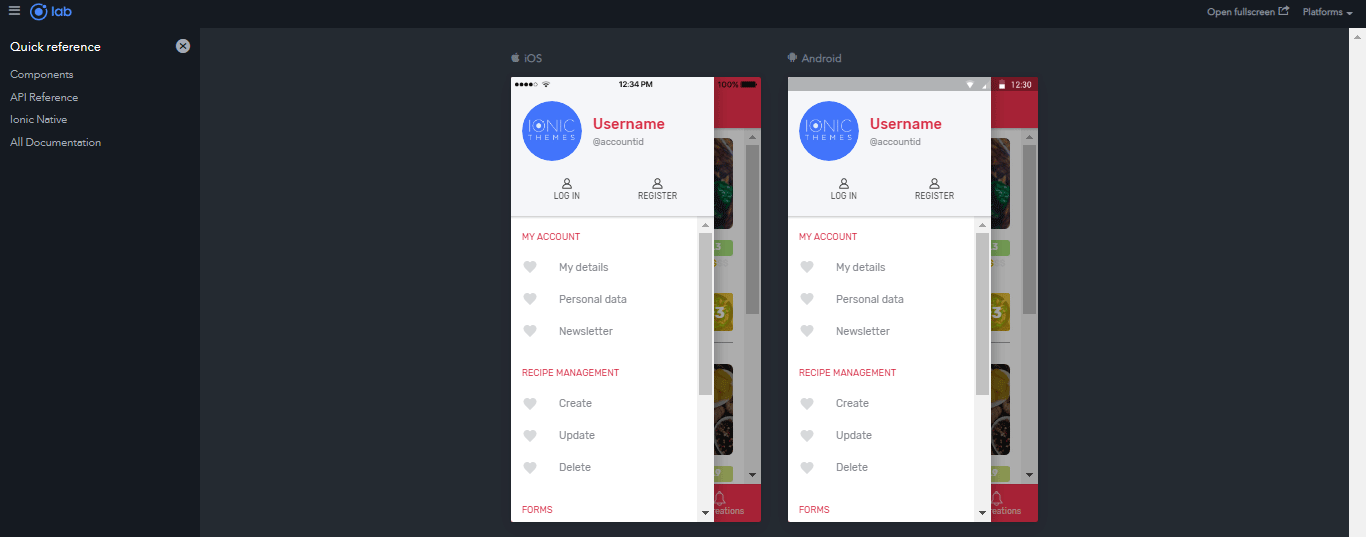 lab
Open fullscreen
Platforms
Quick reference
Components
API Reference
Ionic Native
All Documentation
iOS
12:34 PM
100%
IONIC
THEMES
Username
@accountid
LOG IN
REGISTER
MY ACCOUNT
My details
Personal data
Newsletter
RECIPE MANAGEMENT
Create
Update
Delete
FORMS
Android
12:30
IONIC
THEMES
Username
@accountid
LOG IN
REGISTER
MY ACCOUNT
My details
Personal data
Newsletter
RECIPE MANAGEMENT
Create
Update
Delete
FORMS